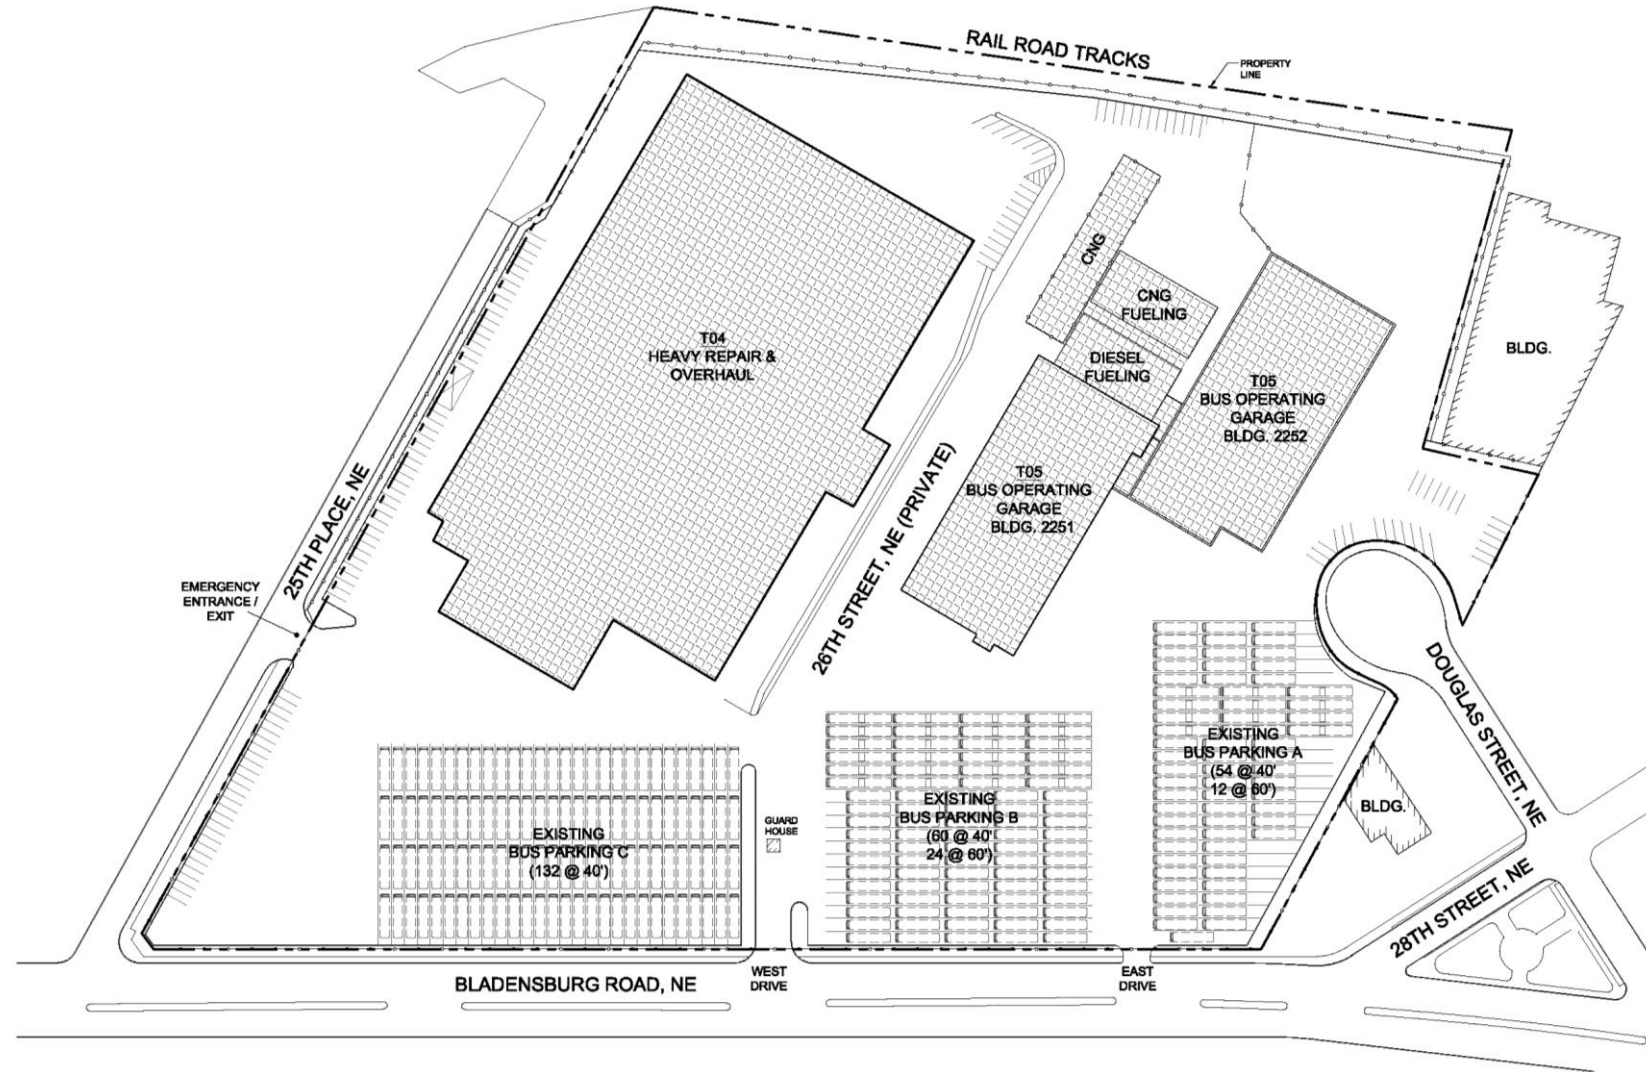 RAIL ROAD TRACKS
PROPERTY
LINE
CNG
CNG
FUELING
T04
HEAVY REPAIR &
OVERHAUL
DIESEL
FUELING
BLDG.
T05
BUS OPERATING
GARAGE
BLDG. 2252
T05
BUS OPERATING
GARAGE
BLDG. 2251
25TH PLACE, NE
26TH STREET, NE (PRIVATE)
EMERGENCY
ENTRANCE /
EXIT
DOUGLAS STREET, NE
EXISTING
BUS PARKING A
(54 @ 40'
12 @ 60')
EXISTING
BUS PARKING B
(60 @ 40'
24 @ 60')
BLDG.
GUARD
HOUSE
EXISTING
BUS PARKING C
(132 @ 40')
28TH STREET, NE
BLADENSBURG ROAD, NE
WEST
DRIVE
EAST
DRIVE